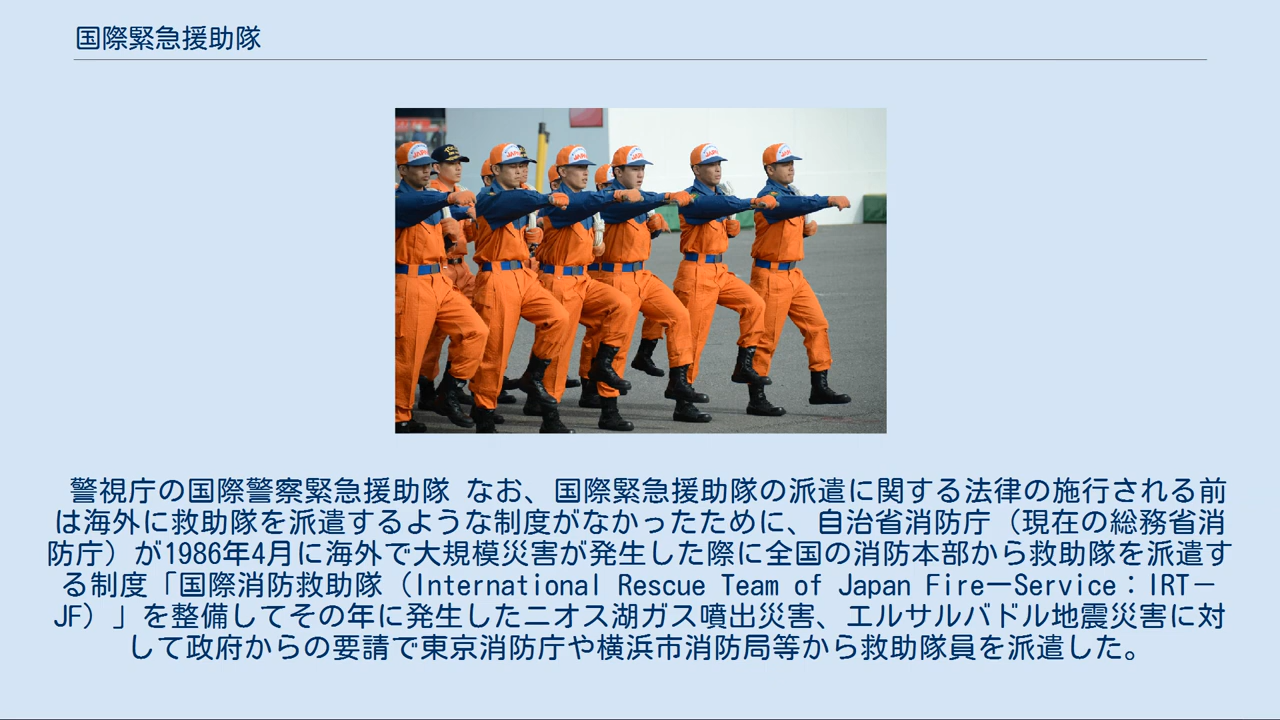 国際緊急援助隊
警視庁の国際警察緊急援助隊 なお、国際緊急援助隊の派遣に関する法律の施行される前
は海外に救助隊を派遣するような制度がなかったために、自治省消防庁（現在の総務省消
防庁）が1986年4月に海外で大規模災害が発生した際に全国の消防本部から救助隊を派遣す
る制度「国際消防救助隊（International Rescue Team of Japan FireーService：IRT－
JF）」を整備してその年に発生したニオス湖ガス噴出災害、エルサルバドル地震災害に対
して政府からの要請で東京消防庁や横浜市消防局等から救助隊員を派遣した。